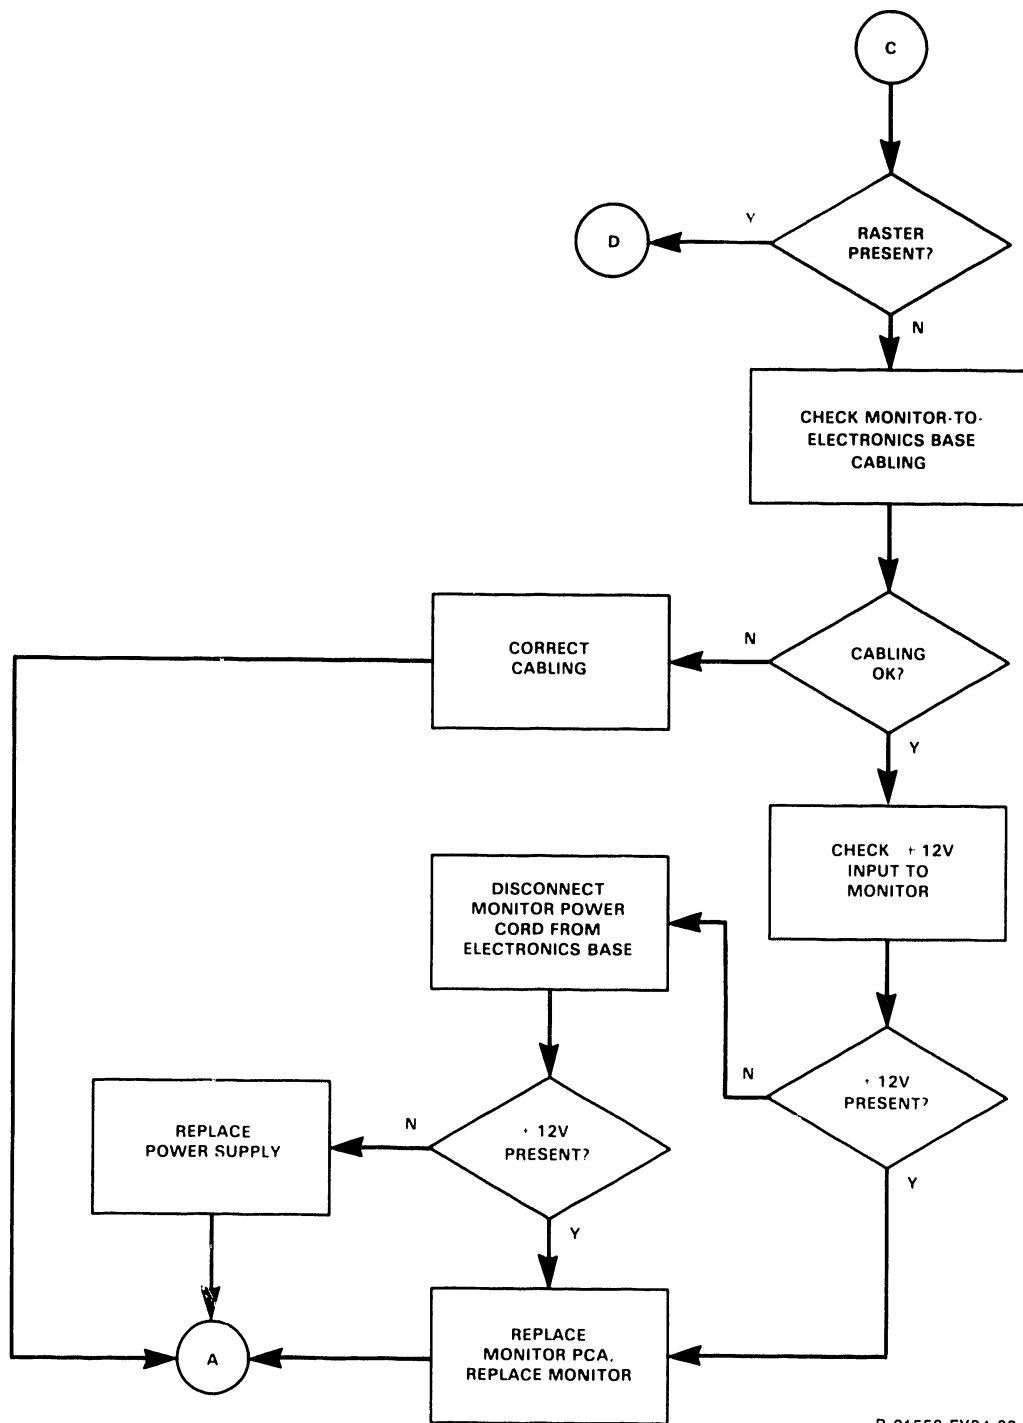 C
RASTER
PRESENT?
Y
D
N
CHECK MONITOR-TO-
ELECTRONICS BASE
CABLING
CABLING
OK?
N
CORRECT
CABLING
Y
CHECK + 12V
INPUT TO
MONITOR
DISCONNECT
MONITOR POWER
CORD FROM
ELECTRONICS BASE
+ 12V
PRESENT?
N
Y
+ 12V
PRESENT?
N
REPLACE
POWER SUPPLY
Y
REPLACE
MONITOR PCA,
REPLACE MONITOR
A